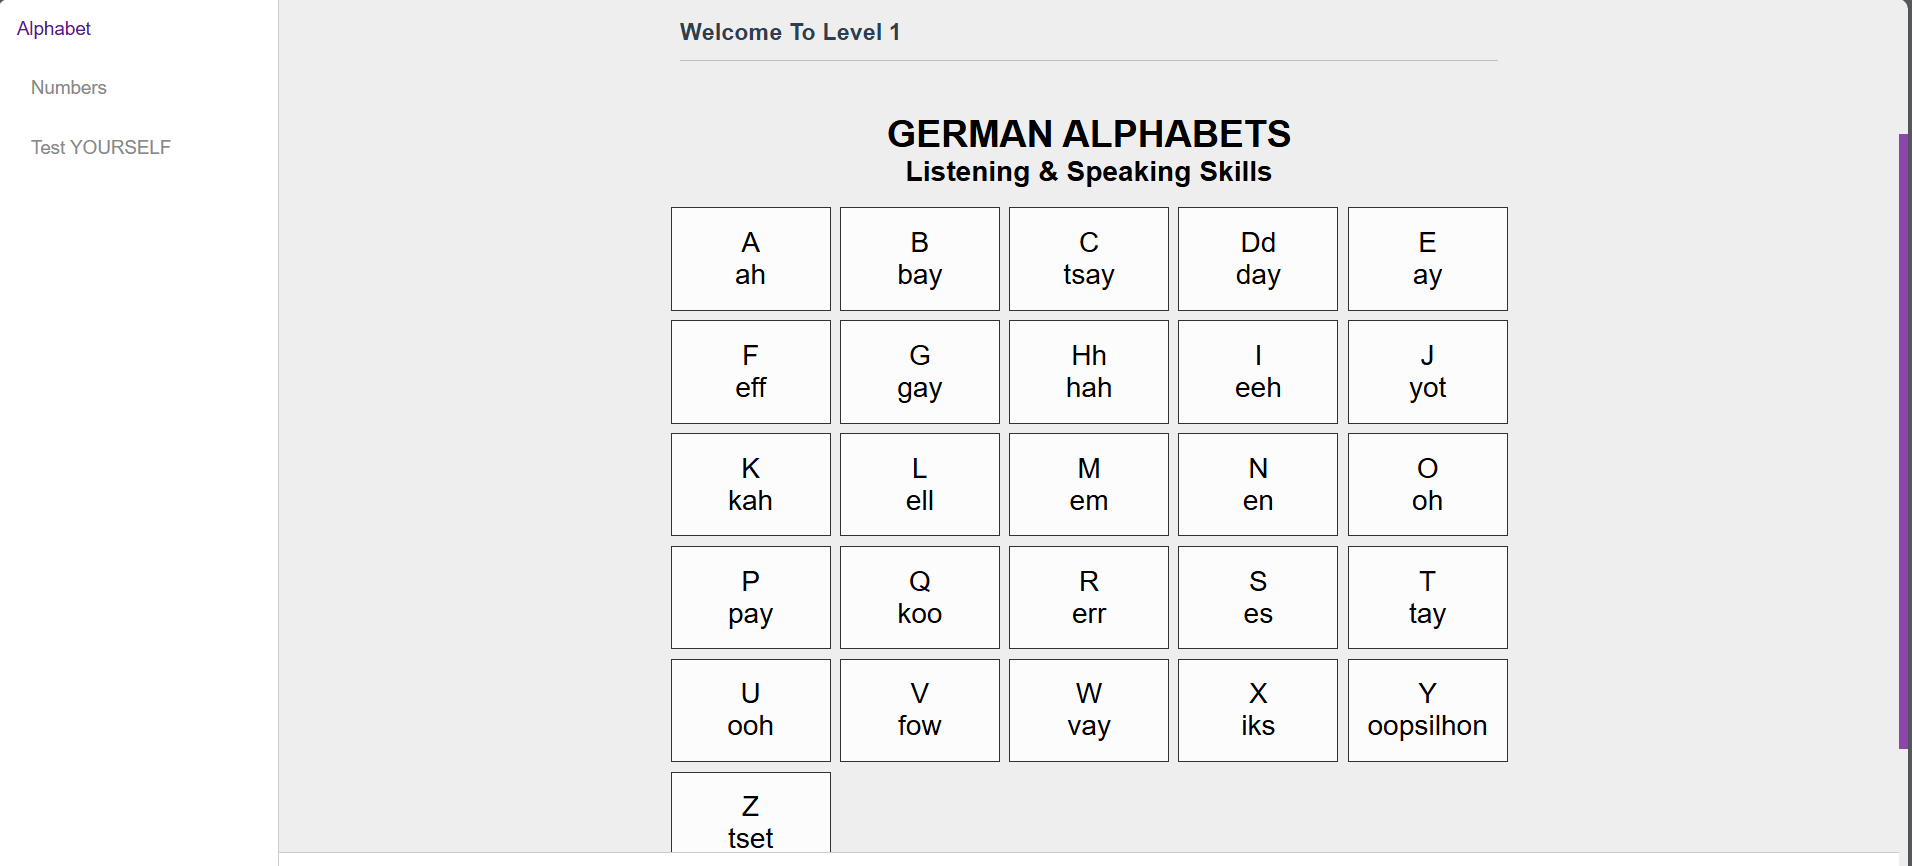 Alphabet
Numbers
Test YOURSELF
Welcome To Level 1
GERMAN ALPHABETS
Listening & Speaking Skills
A
ah
B
bay
C
tsay
Dd
day
E
ay
F
eff
G
gay
Hh
hah
I
eeh
J
yot
K
kah
L
ell
M
em
N
en
O
oh
P
pay
Q
koo
R
err
S
es
T
tay
U
ooh
V
fow
W
vay
X
iks
Y
oopsilhon
Z
tset